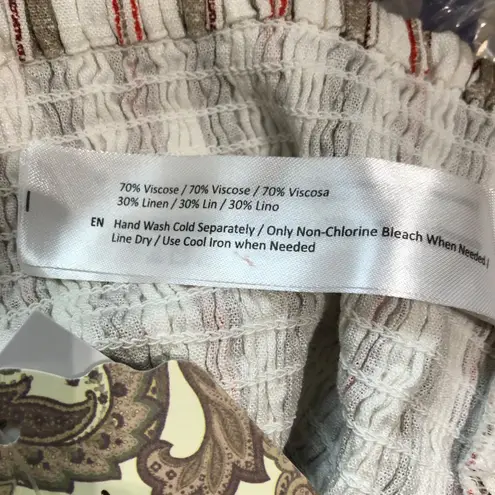 70% Viscose / 70% Viscose / 70% Viscosa
30% Linen / 30% Lin / 30% Lino
EN Hand Wash Cold Separately / Only Non-Chlorine Bleach When Needed /
Line Dry / Use Cool Iron when Needed